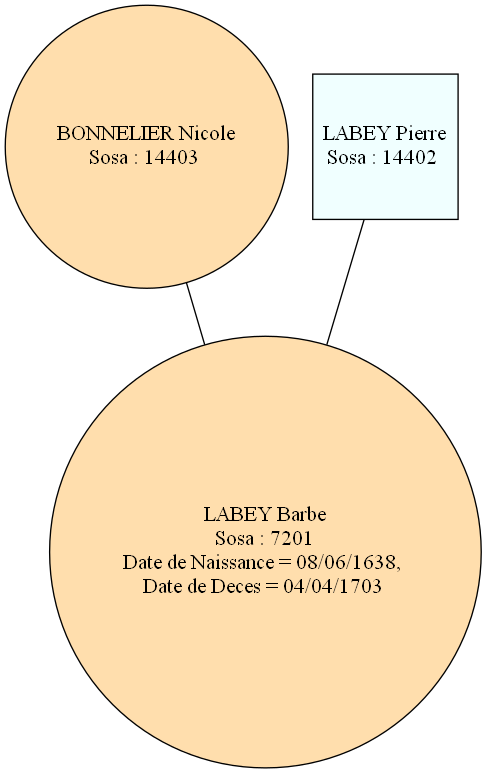 BONNELIER Nicole
Sosa : 14403
LABEY Pierre
Sosa : 14402
LABEY Barbe
Sosa : 7201
Date de Naissance = 08/06/1638,
Date de Deces = 04/04/1703